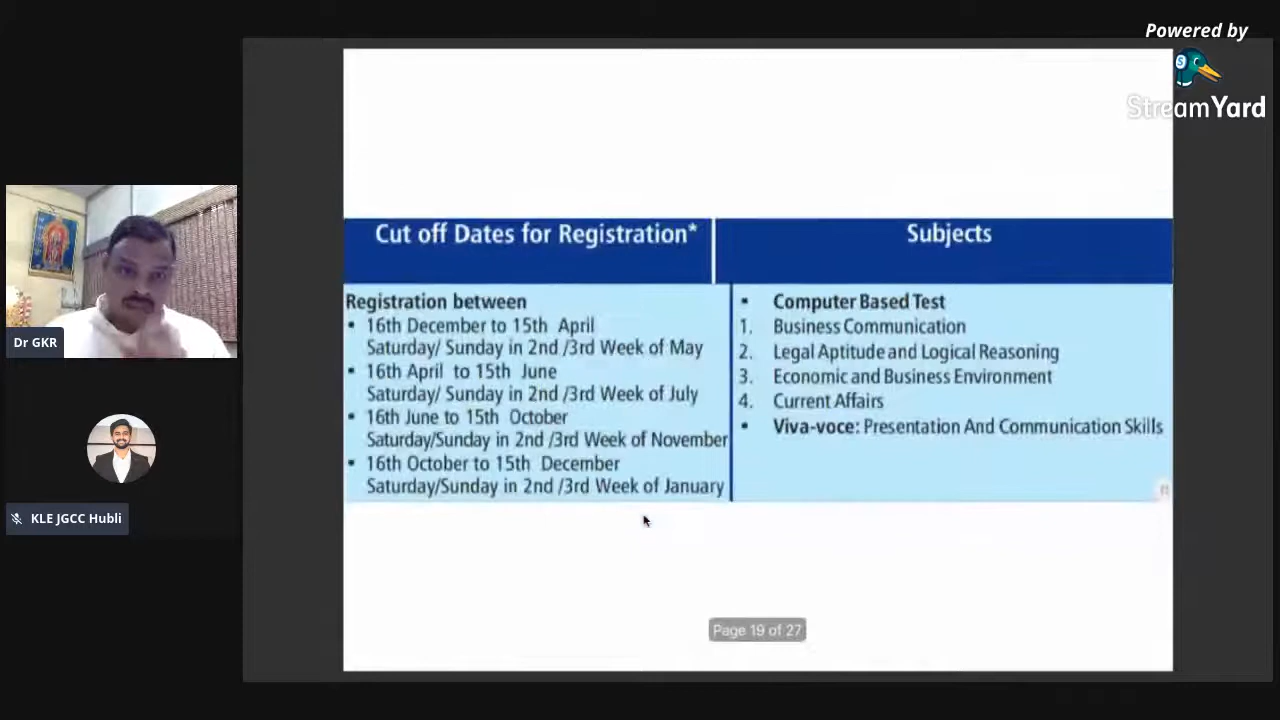 Powered by
StreamYard
Cut off Dates for Registration*
Subjects
Registration between
• 16th December to 15th April
Saturday/ Sunday in 2nd /3rd Week of May
• 16th April to 15th June
Saturday/ Sunday in 2nd /3rd Week of July
• 16th June to 15th October
Saturday/Sunday in 2nd /3rd Week of November
• 16th October to 15th December
Saturday/Sunday in 2nd /3rd Week of January
• Computer Based Test
1. Business Communication
2. Legal Aptitude and Logical Reasoning
3. Economic and Business Environment
4. Current Affairs
• Viva-voce: Presentation And Communication Skills
Dr GKR
KLE JGCC Hubli
Page 19 of 27